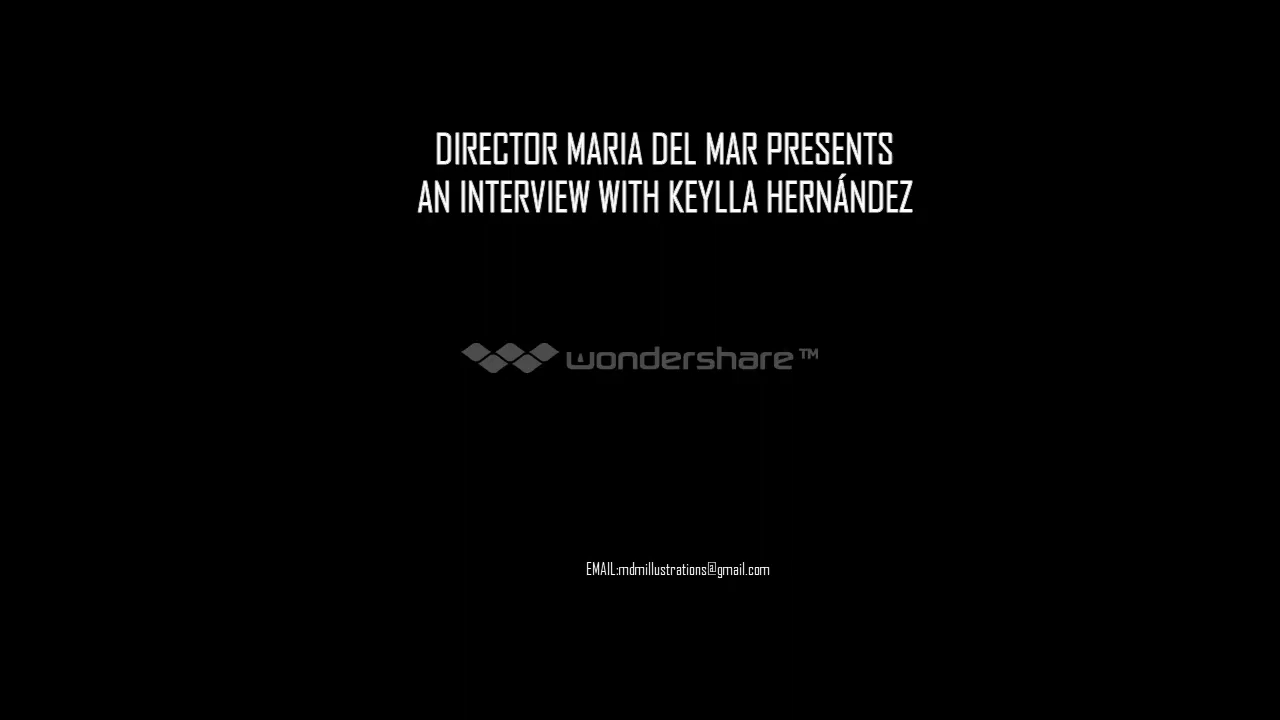 DIRECTOR MARIA DEL MAR PRESENTS
AN INTERVIEW WITH KEYLLA HERNÁNDEZ
wondershare™
EMAIL:mdmillustrations@gmail.com